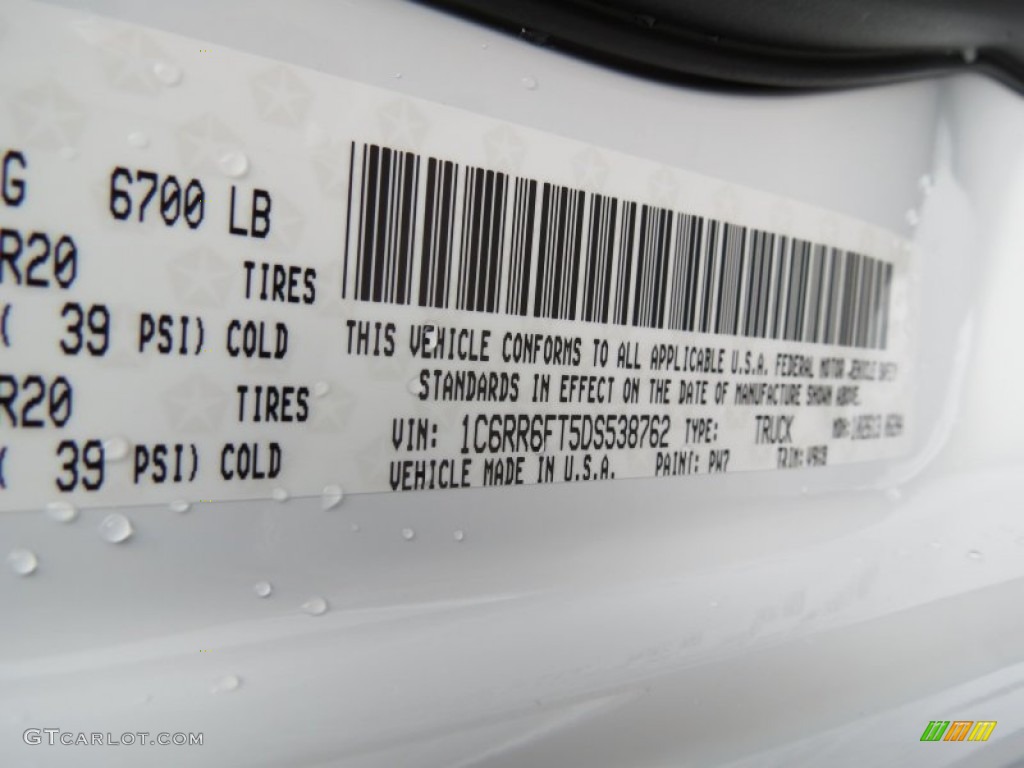 G 6700 LB
R20 TIRES
( 39 PSI) COLD
R20 TIRES
( 39 PSI) COLD
THIS VEHICLE CONFORMS TO ALL APPLICABLE U.S.A. FEDERAL MOTOR VEHICLE SAFETY
STANDARDS IN EFFECT ON THE DATE OF MANUFACTURE SHOWN ABOVE.
VIN: 1C6RR6FT5DS538762 TYPE: TRUCK MDH:
VEHICLE MADE IN U.S.A. PAINT: PW7 TRIM:
GTCARLOT.COM